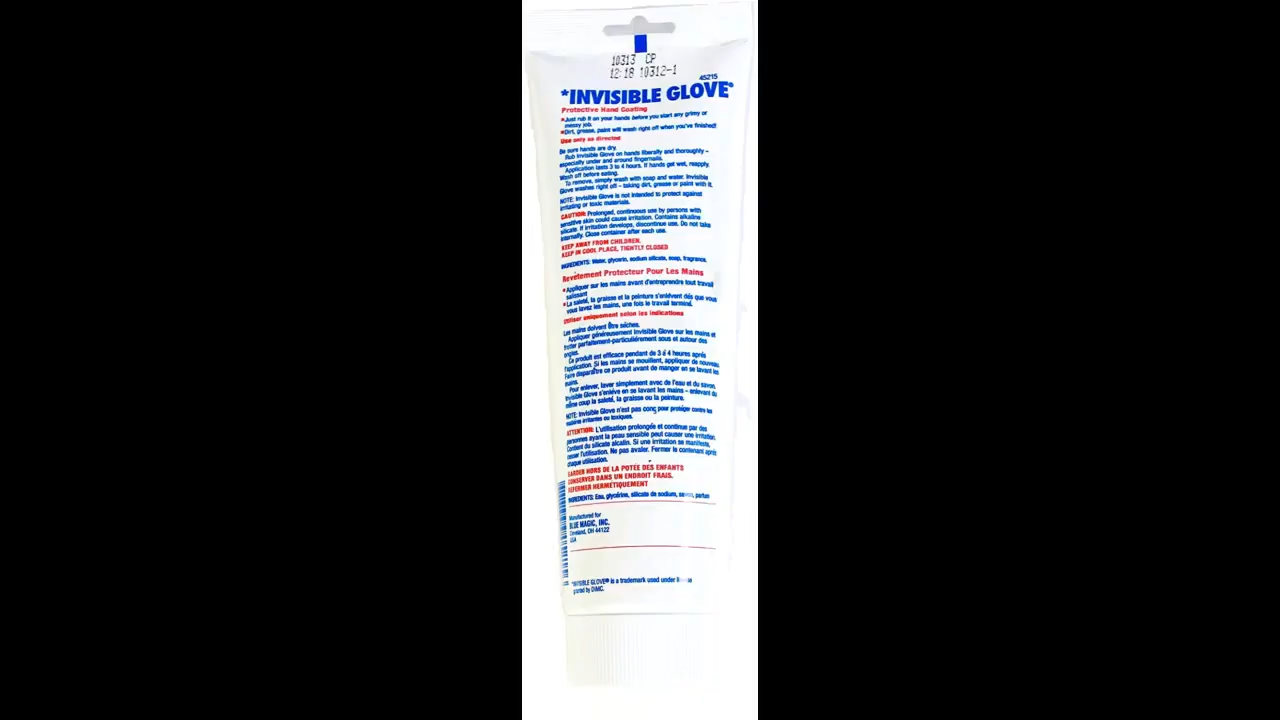 10313 CP
12:18 10312-1
45215
*INVISIBLE GLOVE®
Protective Hand Coating
*Just rub it on your hands before you start any grimy or
messy job.
*Dirt, grease, paint will wash right off when you've finished!
Use only as directed
Be sure hands are dry.
Rub Invisible Glove on hands liberally and thoroughly –
especially under and around fingernails.
Application lasts 3 to 4 hours. If hands get wet, reapply.
Wash off before eating.
To remove, simply wash with soap and water. Invisible
Glove washes right off – taking dirt, grease or paint with it.
NOTE: Invisible Glove is not intended to protect against
irritating or toxic materials.
CAUTION: Prolonged, continuous use by persons with
sensitive skin could cause irritation. Contains alkaline
silicate. If irritation develops, discontinue use. Do not take
internally. Close container after each use.
KEEP AWAY FROM CHILDREN.
KEEP IN COOL PLACE, TIGHTLY CLOSED
INGREDIENTS: Water, glycerin, sodium silicate, soap, fragrance.
Revêtement Protecteur Pour Les Mains
*Appliquer sur les mains avant d'entreprendre tout travail
salissant
*La saleté, la graisse et la peinture s'enlèvent dés que vous
vous lavez les mains, une fois le travail terminé.
Utiliser uniquement selon les indications
Les mains doivent être sèches.
Appliquer généreusement Invisible Glove sur les mains et
frotter parfaitement-particulièrement sous et autour des
ongles.
Ce produit est efficace pendant de 3 à 4 heures après
l'application. Si les mains se mouillent, appliquer de nouveau.
Faire disparaître ce produit avant de manger en se lavant les
mains.
Pour enlever, laver simplement avec de l'eau et du savon.
Invisible Glove s'enlève en se lavant les mains – enlevant du
même coup la saleté, la graisse ou la peinture.
NOTE: Invisible Glove n'est pas conç pour protéger contre les
matière irritantes ou toxiques.
ATTENTION: L'utilisation prolongée et continue par des
personnes ayant la peau sensible peut causer une irritation.
Contient du silicate alcalin. Si une irritation se manifeste,
cesser l'utilisation. Ne pas avaler. Fermer le contenant après
chaque utilisation.
GARDER HORS DE LA POTÉE DES ENFANTS
CONSERVER DANS UN ENDROIT FRAIS.
REFERMER HERMÉTIQUEMENT
INGRÉDIENTS: Eau, glycérine, silicate de sodium, savon, parfum
Manufactured for
BLUE MAGIC, INC.
Cleveland, OH 44122
USA
*INVISIBLE GLOVE® is a trademark used under license
granted by DIMC.